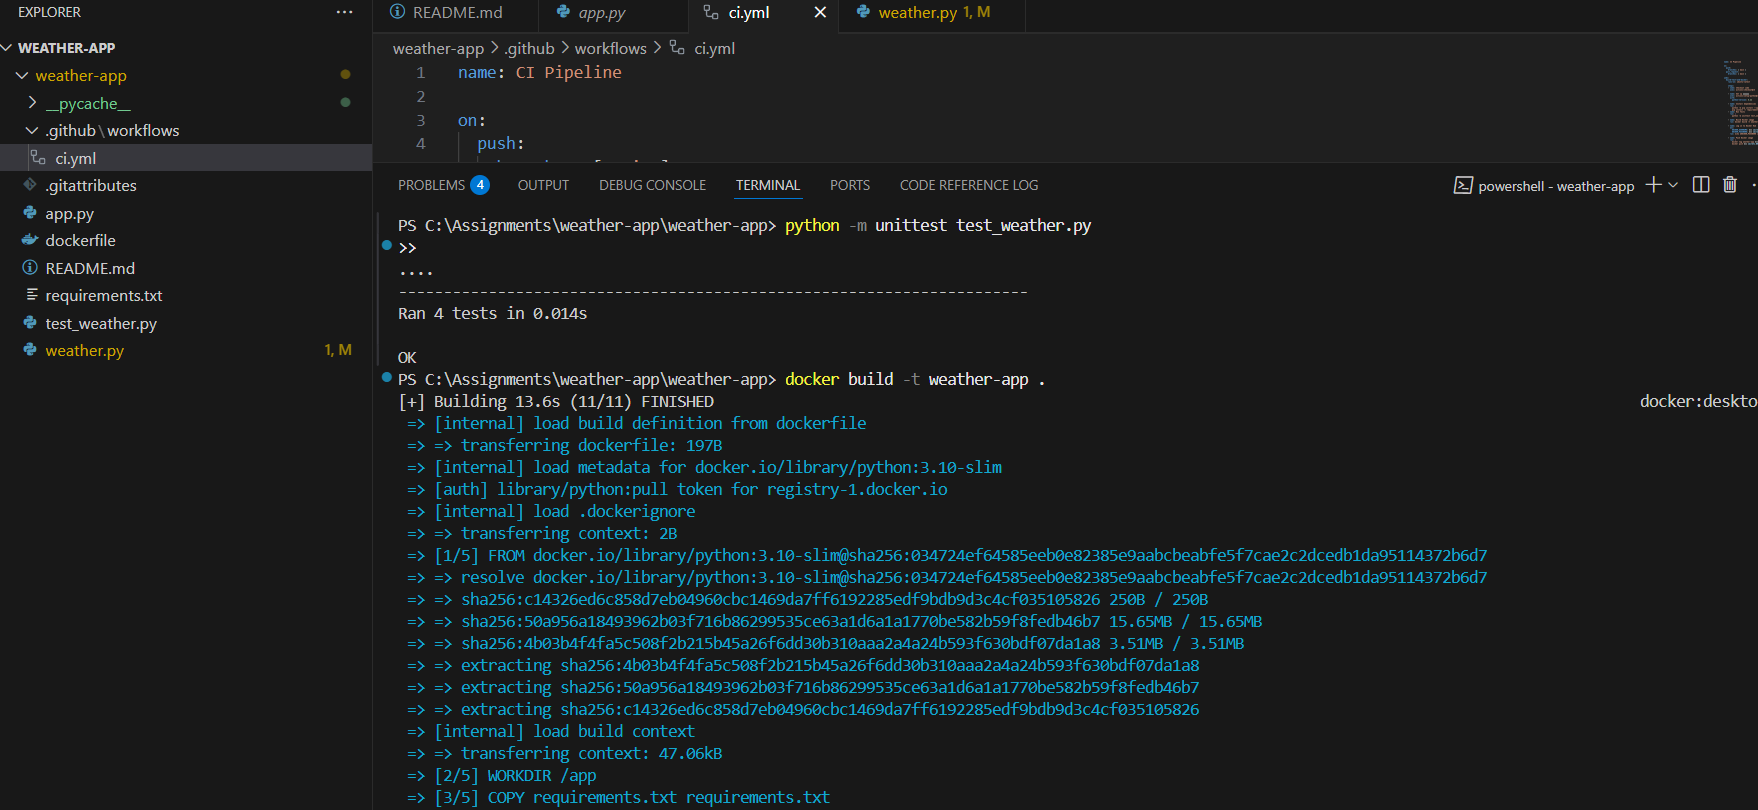 EXPLORER ···
WEATHER-APP
weather-app
__pycache__
.github\workflows
ci.yml
.gitattributes
app.py
dockerfile
README.md
requirements.txt
test_weather.py
weather.py 1, M
README.md app.py ci.yml weather.py 1, M
weather-app > .github > workflows > ci.yml
1 name: CI Pipeline
2
3 on:
4 push:
PROBLEMS 4 OUTPUT DEBUG CONSOLE TERMINAL PORTS CODE REFERENCE LOG powershell - weather-app
PS C:\Assignments\weather-app\weather-app> python -m unittest test_weather.py
>>
....
----------------------------------------------------------------------
Ran 4 tests in 0.014s
OK
PS C:\Assignments\weather-app\weather-app> docker build -t weather-app .
[+] Building 13.6s (11/11) FINISHED docker:deskto
=> [internal] load build definition from dockerfile
=> => transferring dockerfile: 197B
=> [internal] load metadata for docker.io/library/python:3.10-slim
=> [auth] library/python:pull token for registry-1.docker.io
=> [internal] load .dockerignore
=> => transferring context: 2B
=> [1/5] FROM docker.io/library/python:3.10-slim@sha256:034724ef64585eeb0e82385e9aabcbeabfe5f7cae2c2dcedb1da95114372b6d7
=> => resolve docker.io/library/python:3.10-slim@sha256:034724ef64585eeb0e82385e9aabcbeabfe5f7cae2c2dcedb1da95114372b6d7
=> => sha256:c14326ed6c858d7eb04960cbc1469da7ff6192285edf9bdb9d3c4cf035105826 250B / 250B
=> => sha256:50a956a18493962b03f716b86299535ce63a1d6a1a1770be582b59f8fedb46b7 15.65MB / 15.65MB
=> => sha256:4b03b4f4fa5c508f2b215b45a26f6dd30b310aaa2a4a24b593f630bdf07da1a8 3.51MB / 3.51MB
=> => extracting sha256:4b03b4f4fa5c508f2b215b45a26f6dd30b310aaa2a4a24b593f630bdf07da1a8
=> => extracting sha256:50a956a18493962b03f716b86299535ce63a1d6a1a1770be582b59f8fedb46b7
=> => extracting sha256:c14326ed6c858d7eb04960cbc1469da7ff6192285edf9bdb9d3c4cf035105826
=> [internal] load build context
=> => transferring context: 47.06kB
=> [2/5] WORKDIR /app
=> [3/5] COPY requirements.txt requirements.txt